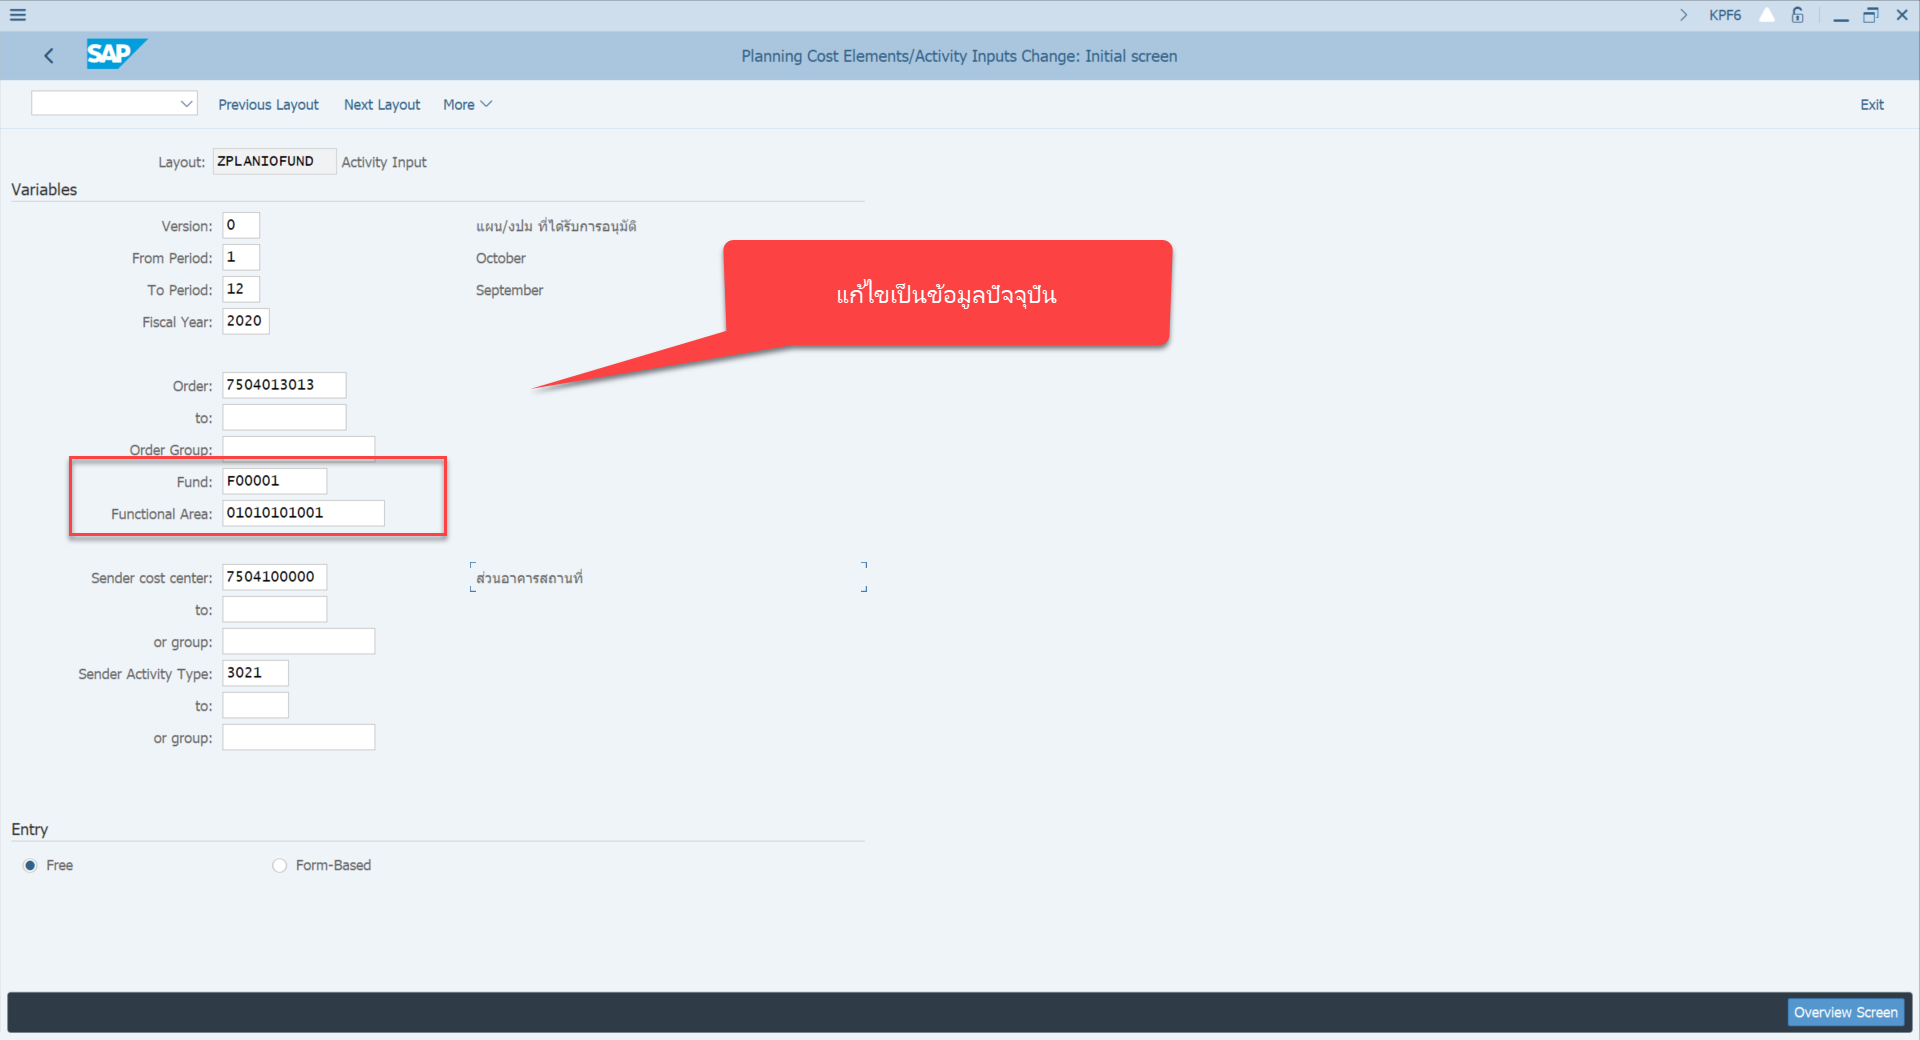 KPF6
SAP
Planning Cost Elements/Activity Inputs Change: Initial screen
Previous Layout Next Layout More Exit
Layout: ZPLANIOFUND Activity Input
Variables
Version: 0 แผน/งปม ที่ได้รับการอนุมัติ
From Period: 1 October
To Period: 12 September
Fiscal Year: 2020
แก้ไขเป็นข้อมูลปัจจุปัน
Order: 7504013013
to:
Order Group:
Fund: F00001
Functional Area: 01010101001
Sender cost center: 7504100000 ส่วนอาคารสถานที่
to:
or group:
Sender Activity Type: 3021
to:
or group:
Entry
Free Form-Based
Overview Screen